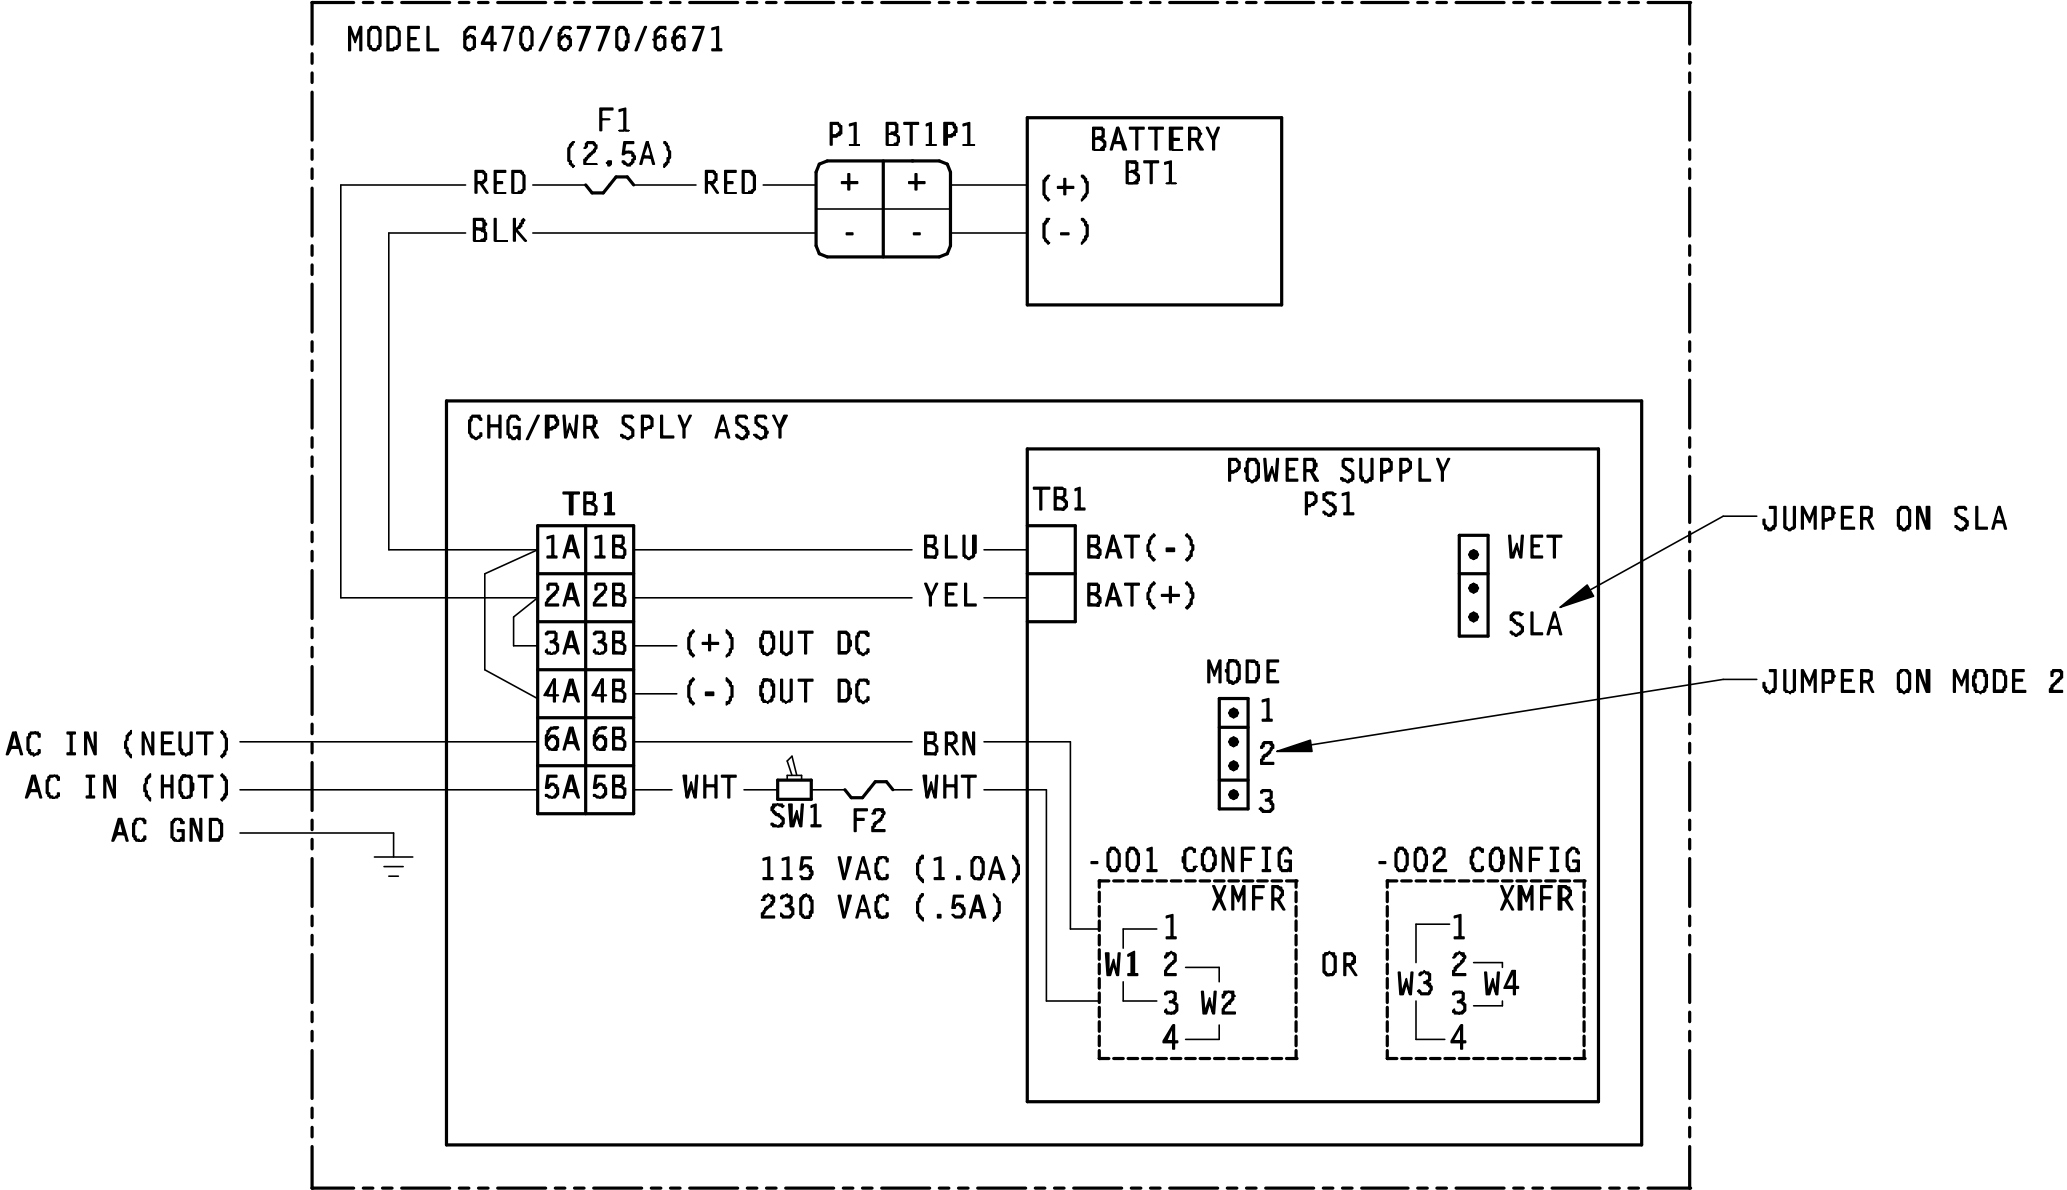 MODEL 6470/6770/6671
F1
(2.5A)
P1 BT1P1
BATTERY
BT1
RED
RED
+ +
(+)
BLK
- -
(-)
CHG/PWR SPLY ASSY
POWER SUPPLY
PS1
TB1
TB1
JUMPER ON SLA
1A 1B
BLU
BAT(-)
WET
2A 2B
YEL
BAT(+)
SLA
3A 3B
(+) OUT DC
MODE
JUMPER ON MODE 2
4A 4B
(-) OUT DC
1
AC IN (NEUT)
6A 6B
BRN
2
AC IN (HOT)
5A 5B
WHT
WHT
3
SW1
F2
AC GND
115 VAC (1.0A)
230 VAC (.5A)
-001 CONFIG
-002 CONFIG
XMFR
XMFR
1
W1 2
3 W2
4
OR
1
2
W3 W4
3
4